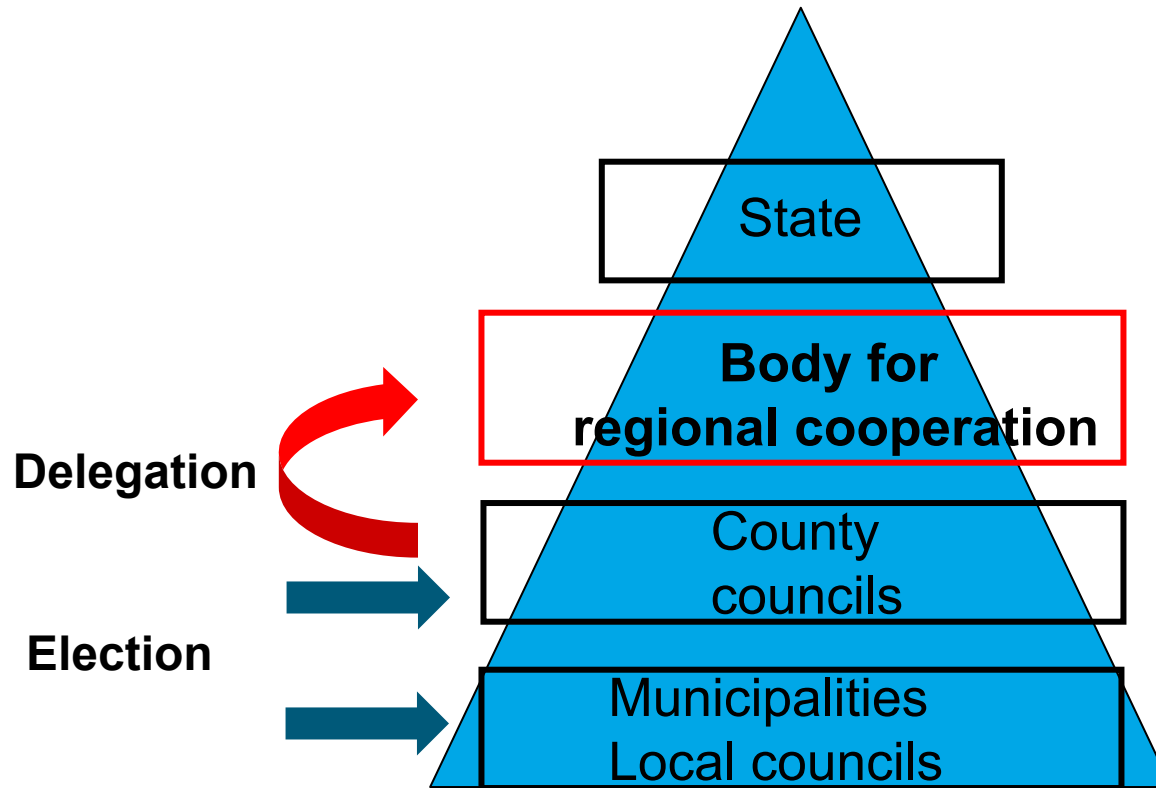 State
Body for
regional cooperation
Delegation
County
councils
Election
Municipalities
Local councils